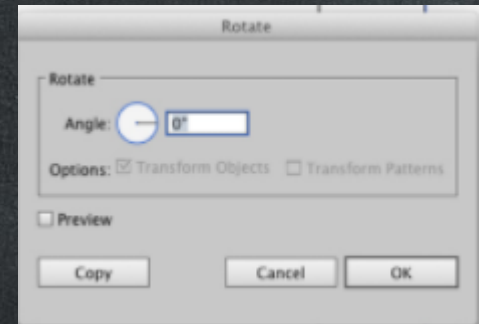 Rotate
Rotate
Angle: 0°
Options: Transform Objects Transform Patterns
Preview
Copy Cancel OK